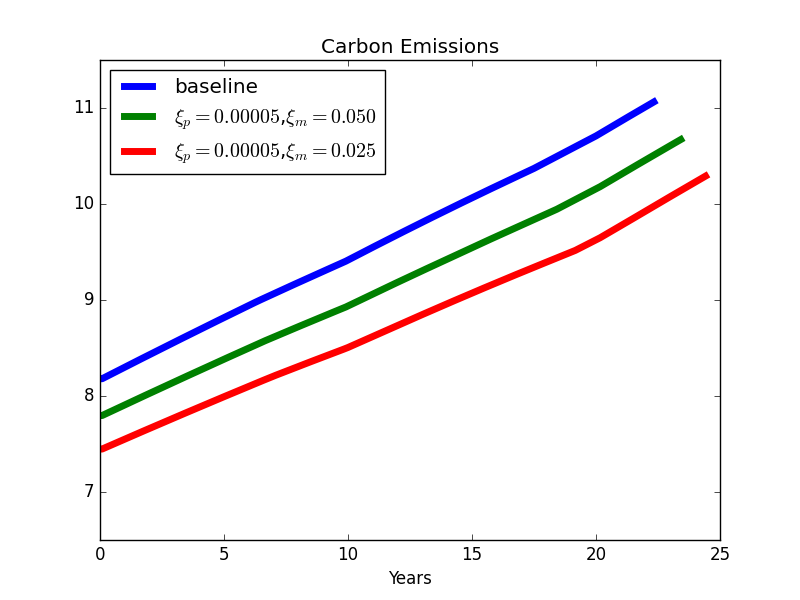 Carbon Emissions
baseline
ξₚ = 0.00005,ξₘ = 0.050
ξₚ = 0.00005,ξₘ = 0.025
11
10
9
8
7
0 5 10 15 20 25
Years